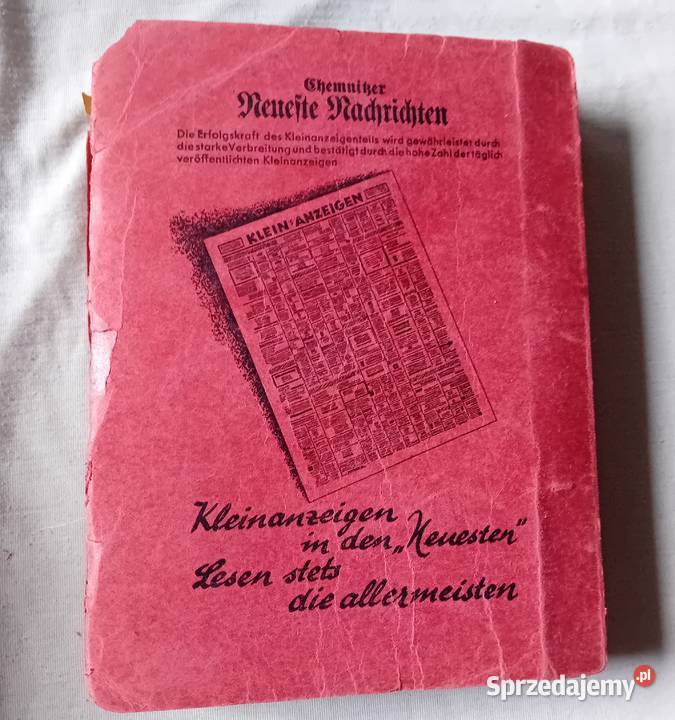 Chemnitzer
Neueste Nachrichten
Die Erfolgskraft des Kleinanzeigenteils wird gewährleistet durch
die starke Verbreitung und bestätigt durch die hohe Zahl der täglich
veröffentlichten Kleinanzeigen
KLEIN-ANZEIGEN
Kleinanzeigen
in den „Neuesten"
Lesen stets
die allermeisten
Sprzedajemy.pl